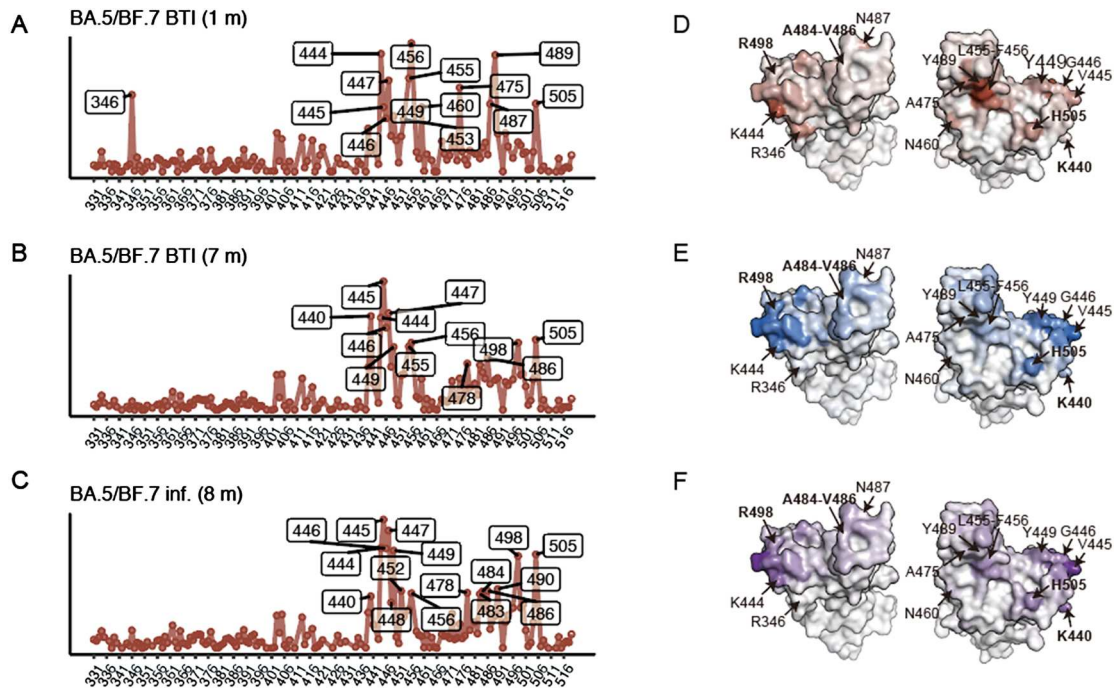 A
BA.5/BF.7 BTI (1 m)
346
444
447
445
446
456
449
455
460
453
475
489
487
505
331 336 341 346 351 356 361 366 371 376 381 386 391 396 401 406 411 416 421 426 431 436 441 446 451 456 461 466 471 476 481 486 491 496 501 506 511 516
D
R498
A484-V486
N487
K444
R346
Y489
L455-F456
Y449
G446
V445
A475
H505
N460
K440
B
BA.5/BF.7 BTI (7 m)
445
447
440
444
446
456
449
455
498
505
486
478
331 336 341 346 351 356 361 366 371 376 381 386 391 396 401 406 411 416 421 426 431 436 441 446 451 456 461 466 471 476 481 486 491 496 501 506 511 516
E
R498
A484-V486
N487
K444
R346
Y489
L455-F456
Y449
G446
V445
A475
H505
N460
K440
C
BA.5/BF.7 inf. (8 m)
446
445
447
444
449
452
440
448
456
478
484
483
498
490
486
505
331 336 341 346 351 356 361 366 371 376 381 386 391 396 401 406 411 416 421 426 431 436 441 446 451 456 461 466 471 476 481 486 491 496 501 506 511 516
F
R498
A484-V486
N487
K444
R346
Y489
L455-F456
Y449
G446
V445
A475
H505
N460
K440